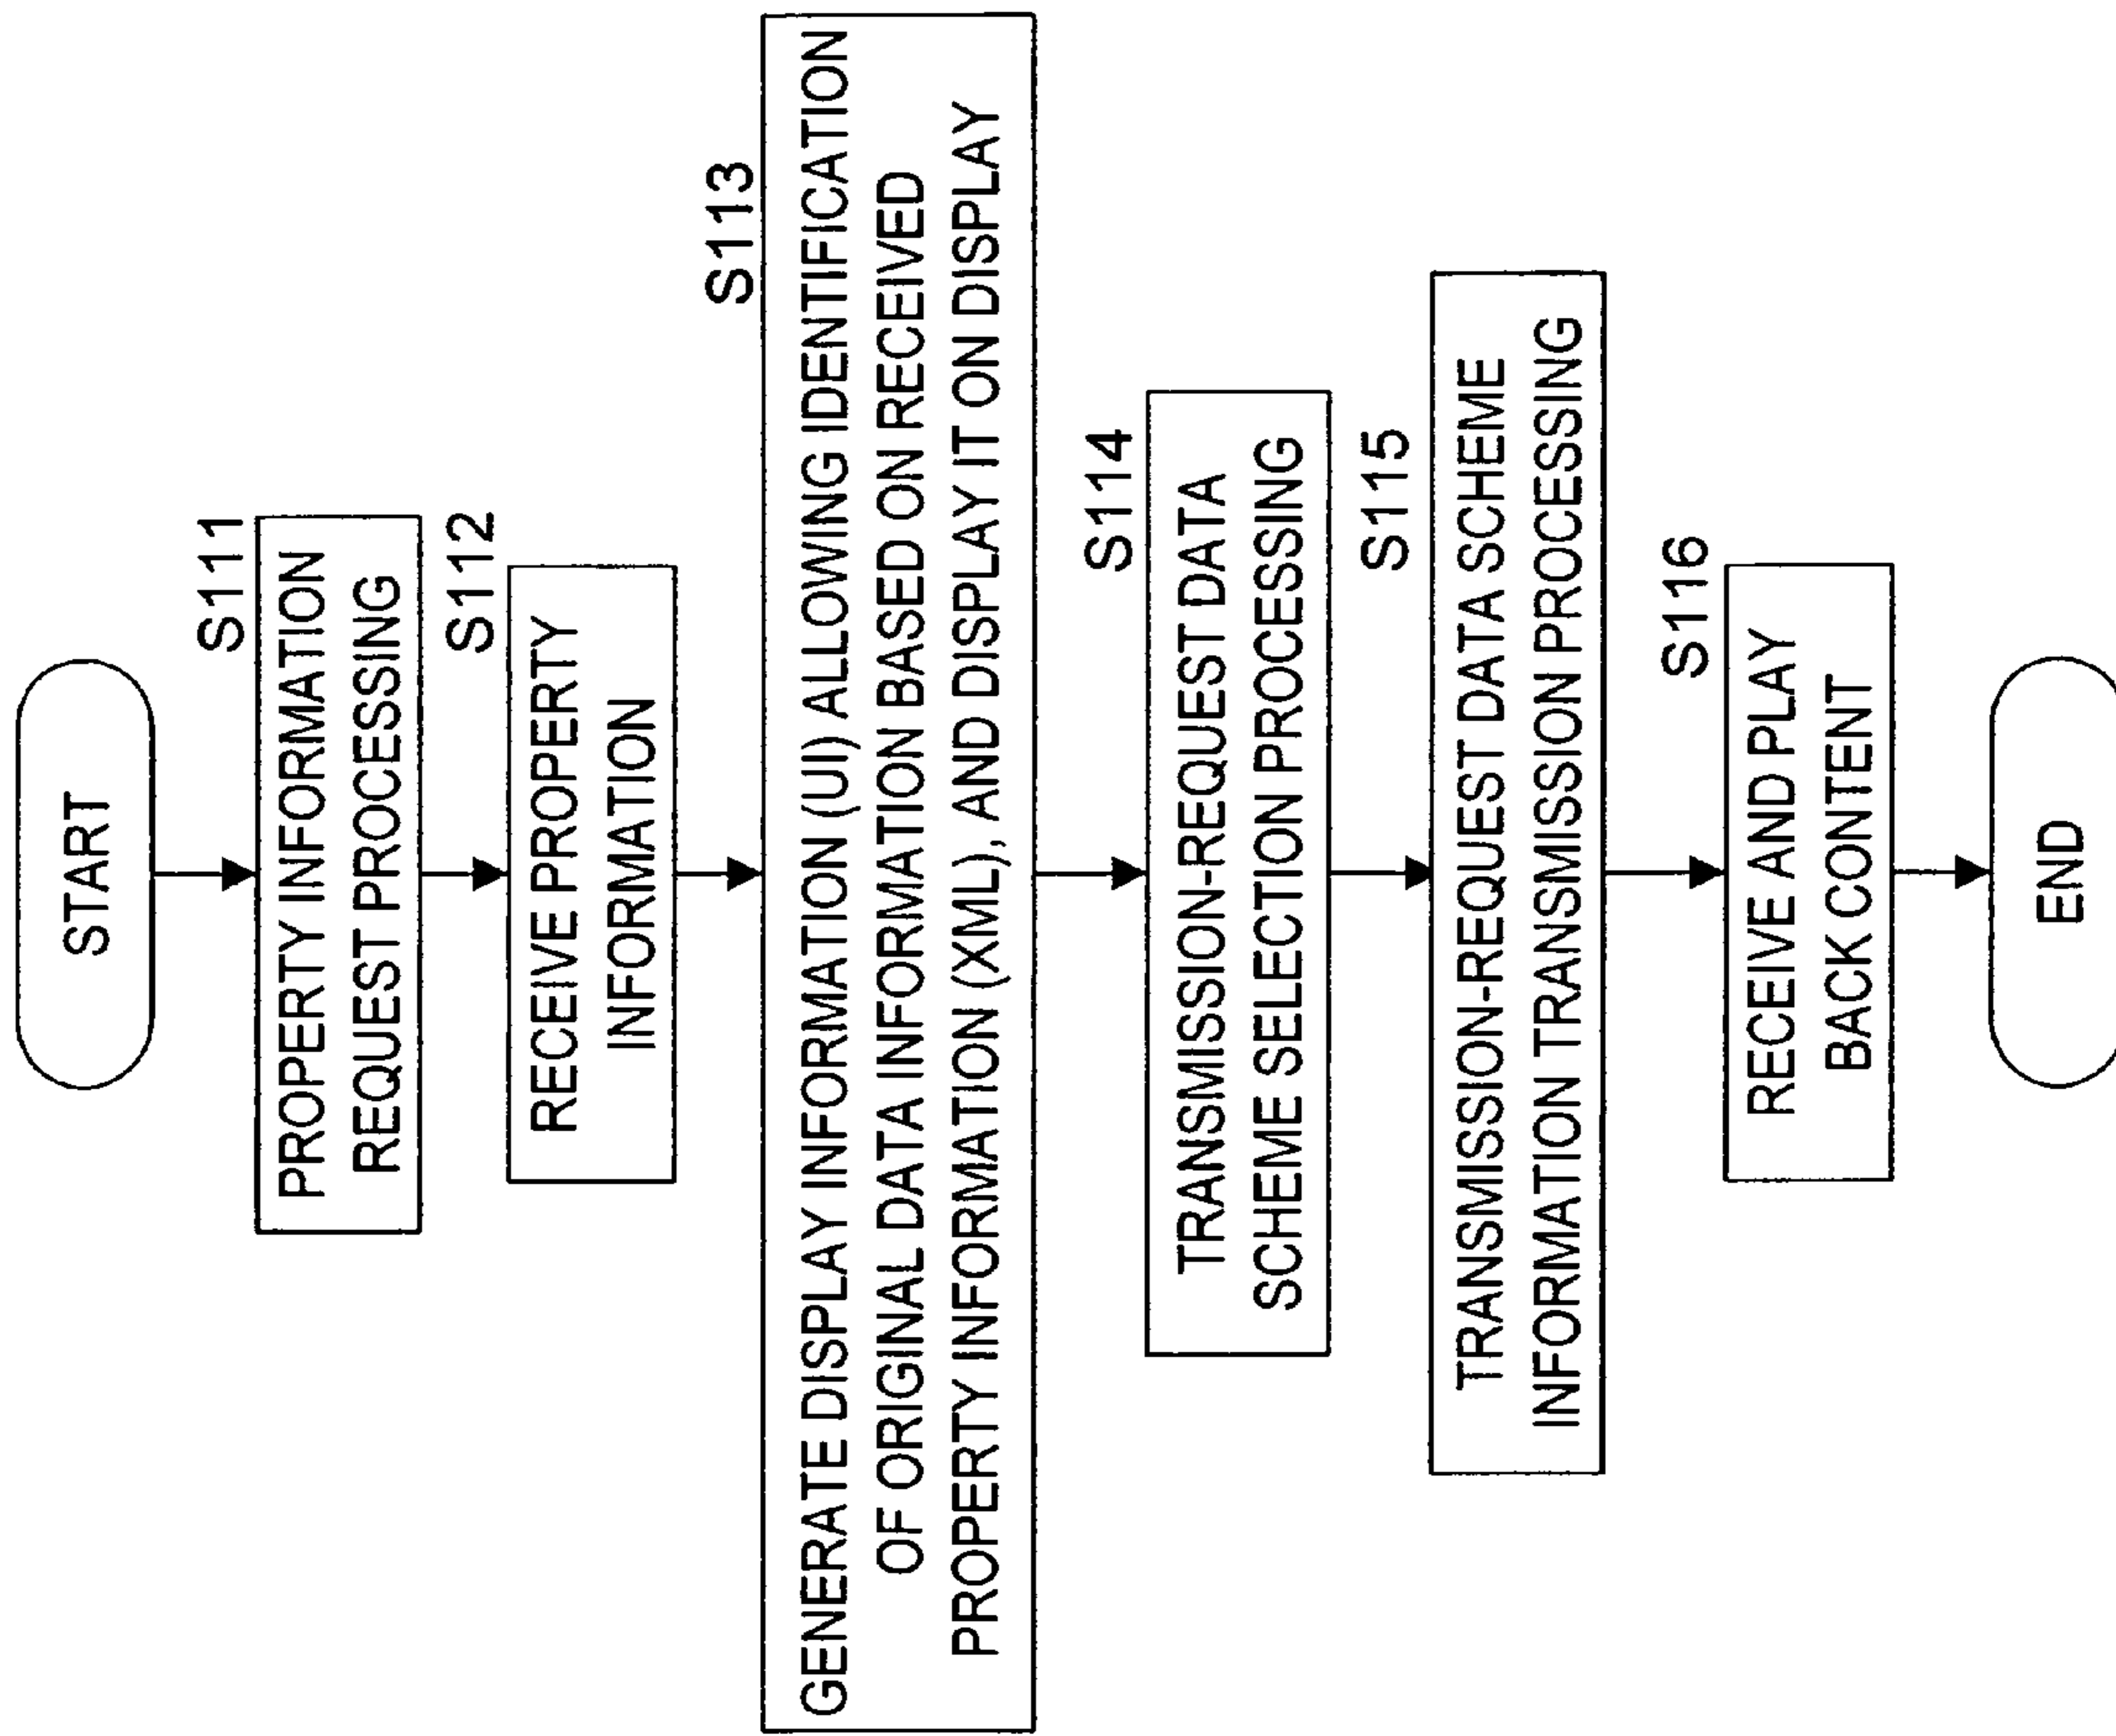 START
S111
PROPERTY INFORMATION
REQUEST PROCESSING
S112
RECEIVE PROPERTY
INFORMATION
S113
GENERATE DISPLAY INFORMATION (UI) ALLOWING IDENTIFICATION
OF ORIGINAL DATA INFORMATION BASED ON RECEIVED
PROPERTY INFORMATION (XML), AND DISPLAY IT ON DISPLAY
S114
TRANSMISSION-REQUEST DATA
SCHEME SELECTION PROCESSING
S115
TRANSMISSION-REQUEST DATA SCHEME
INFORMATION TRANSMISSION PROCESSING
S116
RECEIVE AND PLAY
BACK CONTENT
END